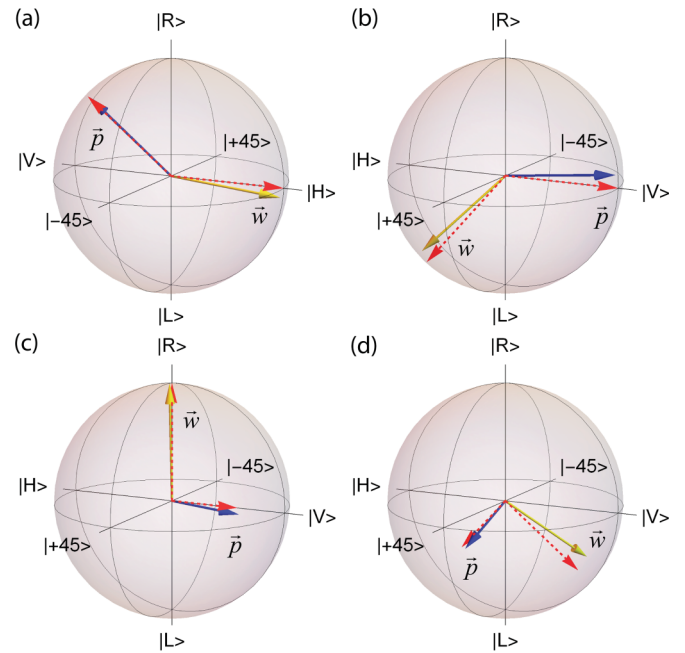 (a)
|R>
|+45>
p⃗
|V>
|H>
w⃗
|−45>
|L>
(b)
|R>
|−45>
|H>
|V>
|+45>
p⃗
w⃗
|L>
(c)
|R>
w⃗
|−45>
|H>
|V>
|+45>
p⃗
|L>
(d)
|R>
|−45>
|H>
|V>
w⃗
|+45>
p⃗
|L>